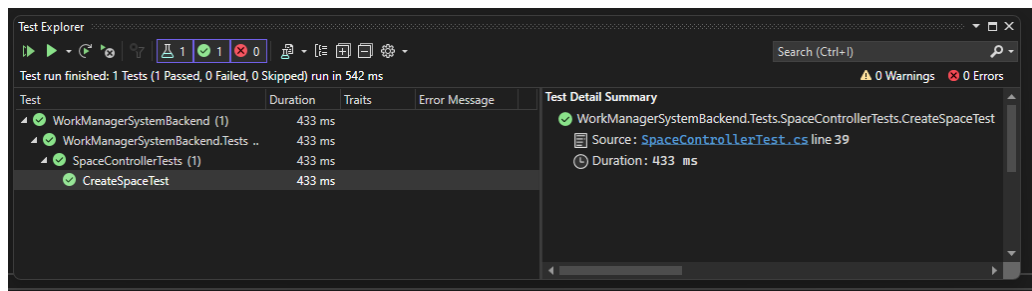 Test Explorer
1 1 0 Search (Ctrl+I)
Test run finished: 1 Tests (1 Passed, 0 Failed, 0 Skipped) run in 542 ms 0 Warnings 0 Errors
Test Duration Traits Error Message
WorkManagerSystemBackend (1) 433 ms
WorkManagerSystemBackend.Tests .. 433 ms
SpaceControllerTests (1) 433 ms
CreateSpaceTest 433 ms
Test Detail Summary
WorkManagerSystemBackend.Tests.SpaceControllerTests.CreateSpaceTest
Source: SpaceControllerTest.cs line 39
Duration: 433 ms